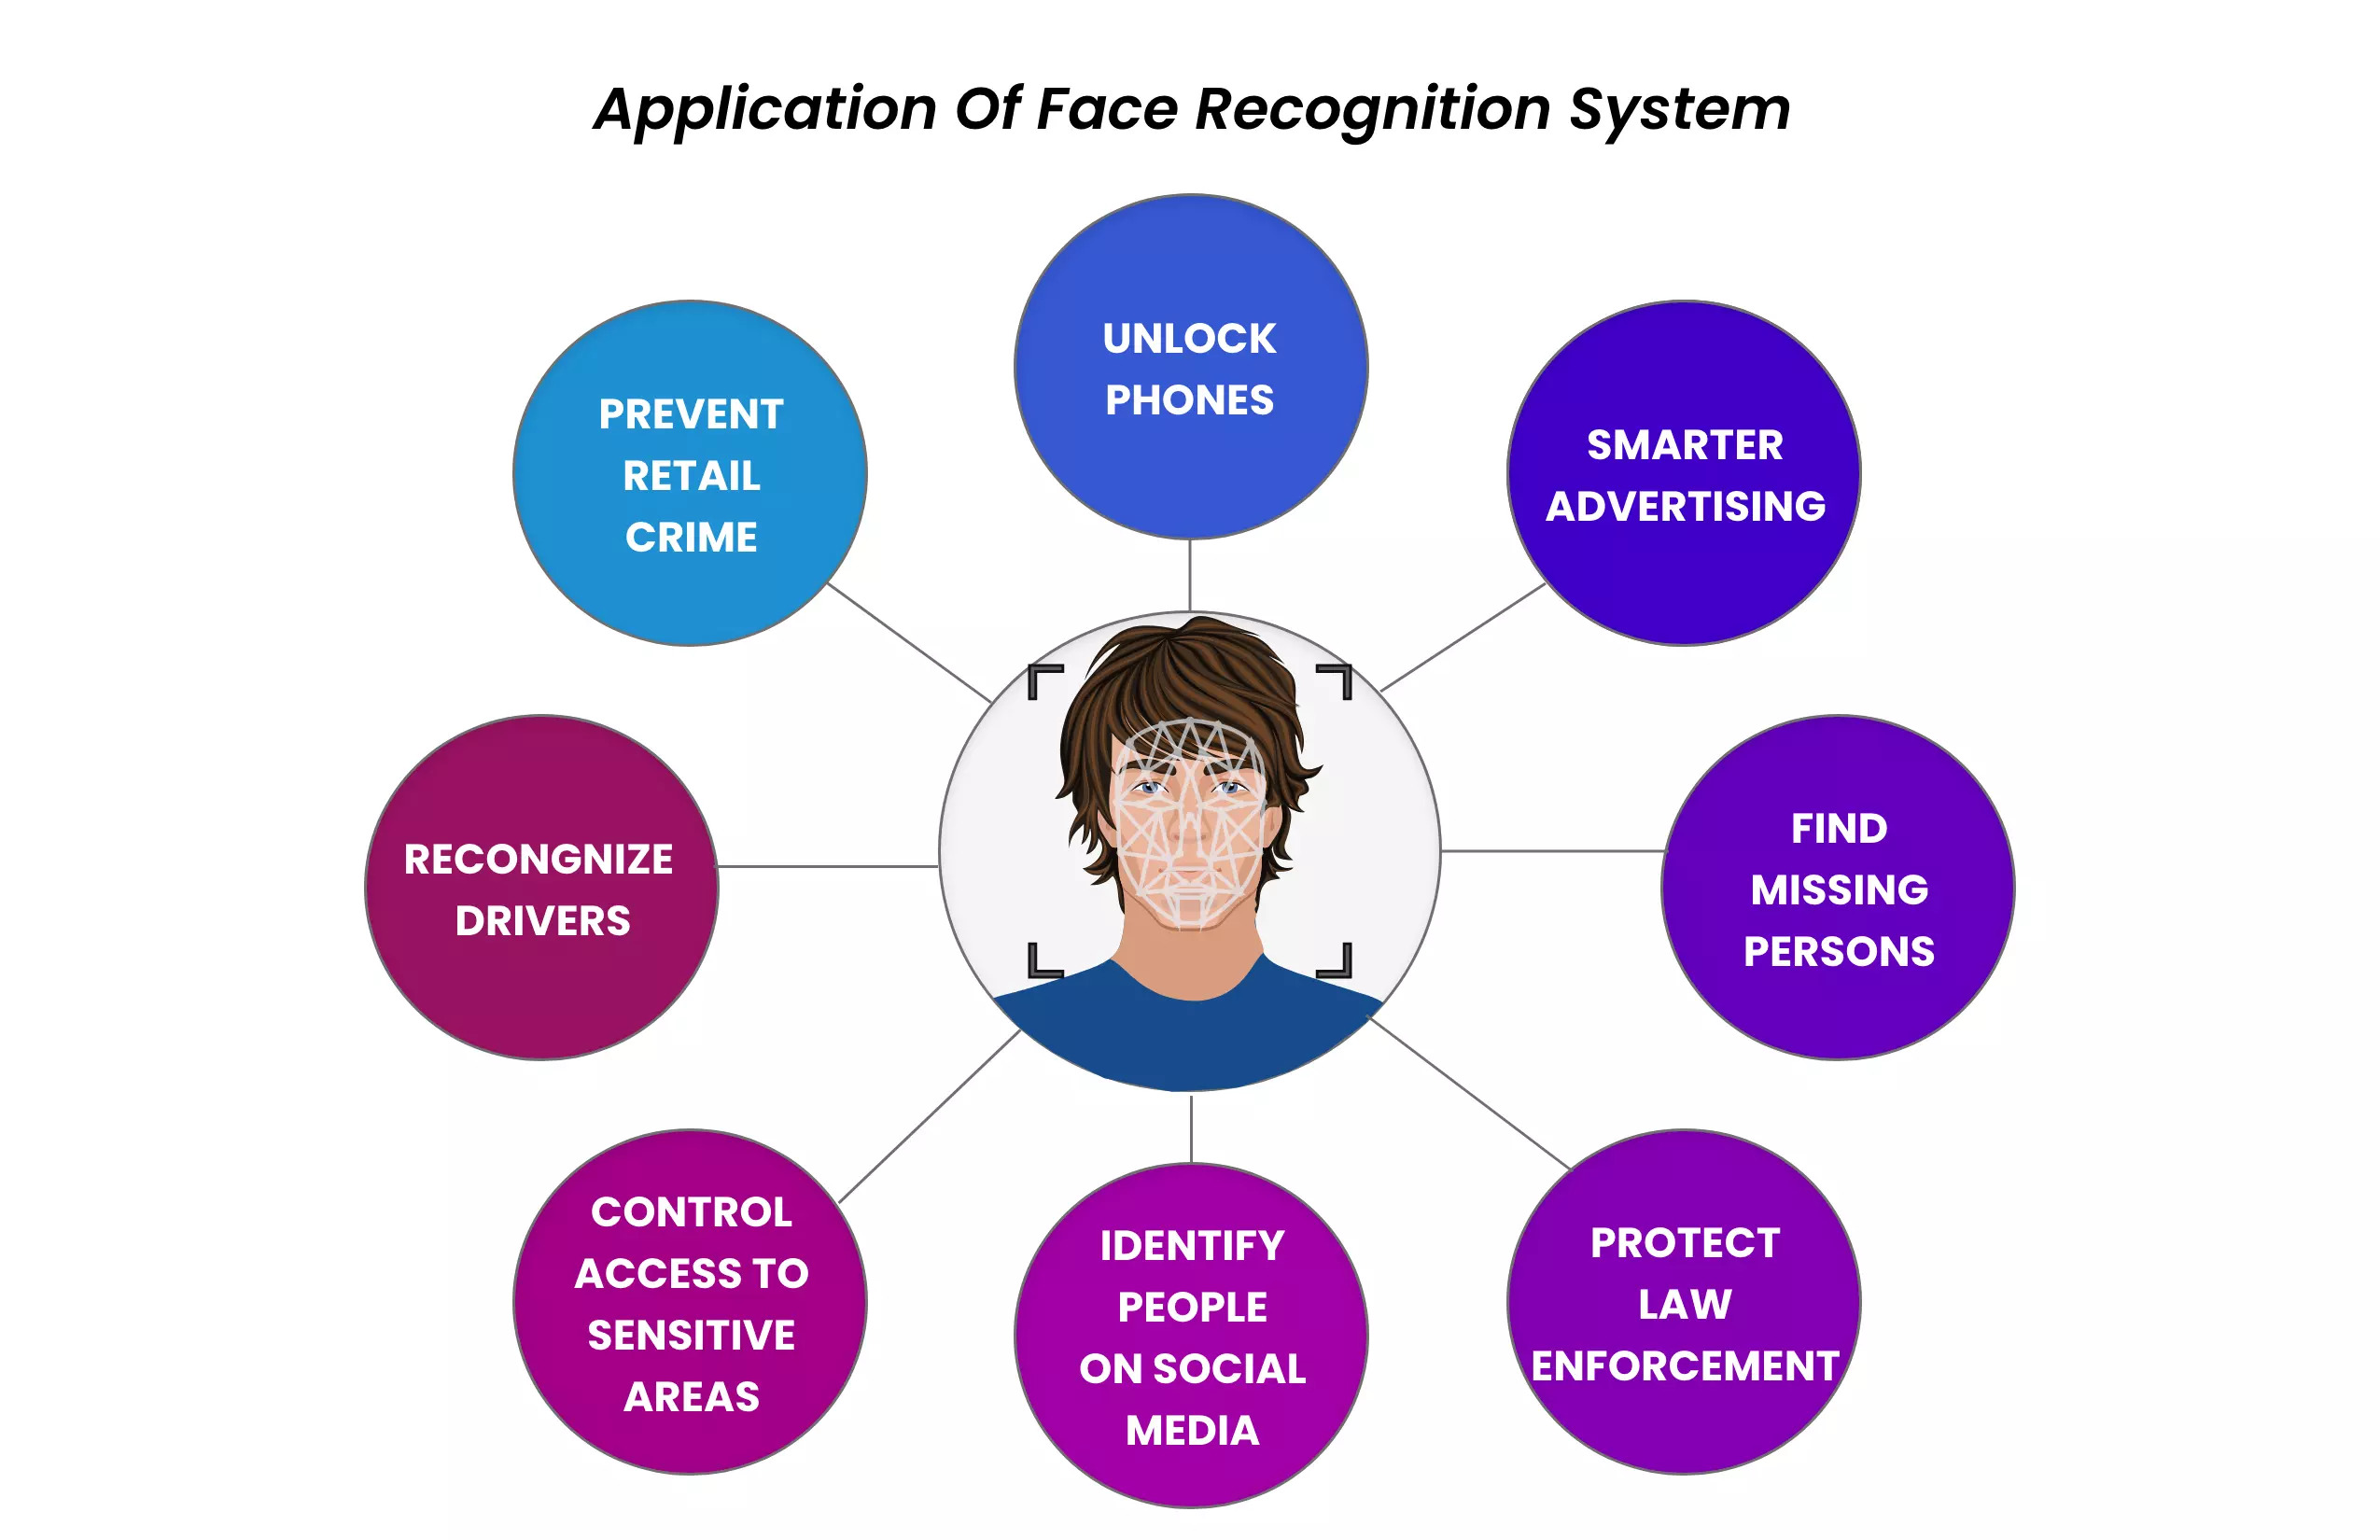 Application Of Face Recognition System
UNLOCK
PHONES
PREVENT
RETAIL
CRIME
SMARTER
ADVERTISING
RECONGNIZE
DRIVERS
FIND
MISSING
PERSONS
CONTROL
ACCESS TO
SENSITIVE
AREAS
IDENTIFY
PEOPLE
ON SOCIAL
MEDIA
PROTECT
LAW
ENFORCEMENT